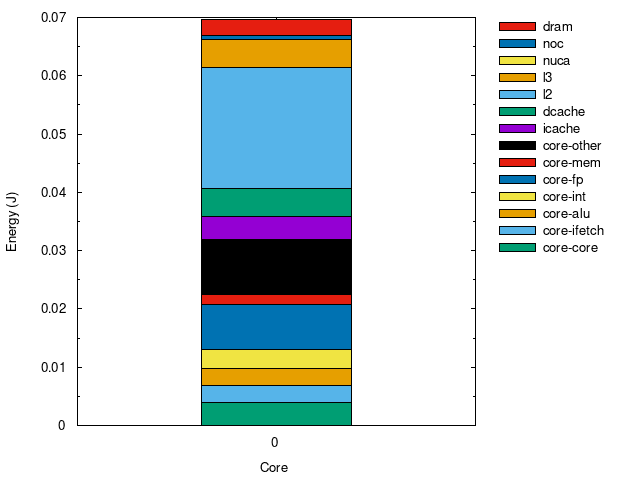 0.07
0.06
0.05
0.04
0.03
0.02
0.01
0
Energy (J)
0
Core
dram
noc
nuca
l3
l2
dcache
icache
core-other
core-mem
core-fp
core-int
core-alu
core-ifetch
core-core